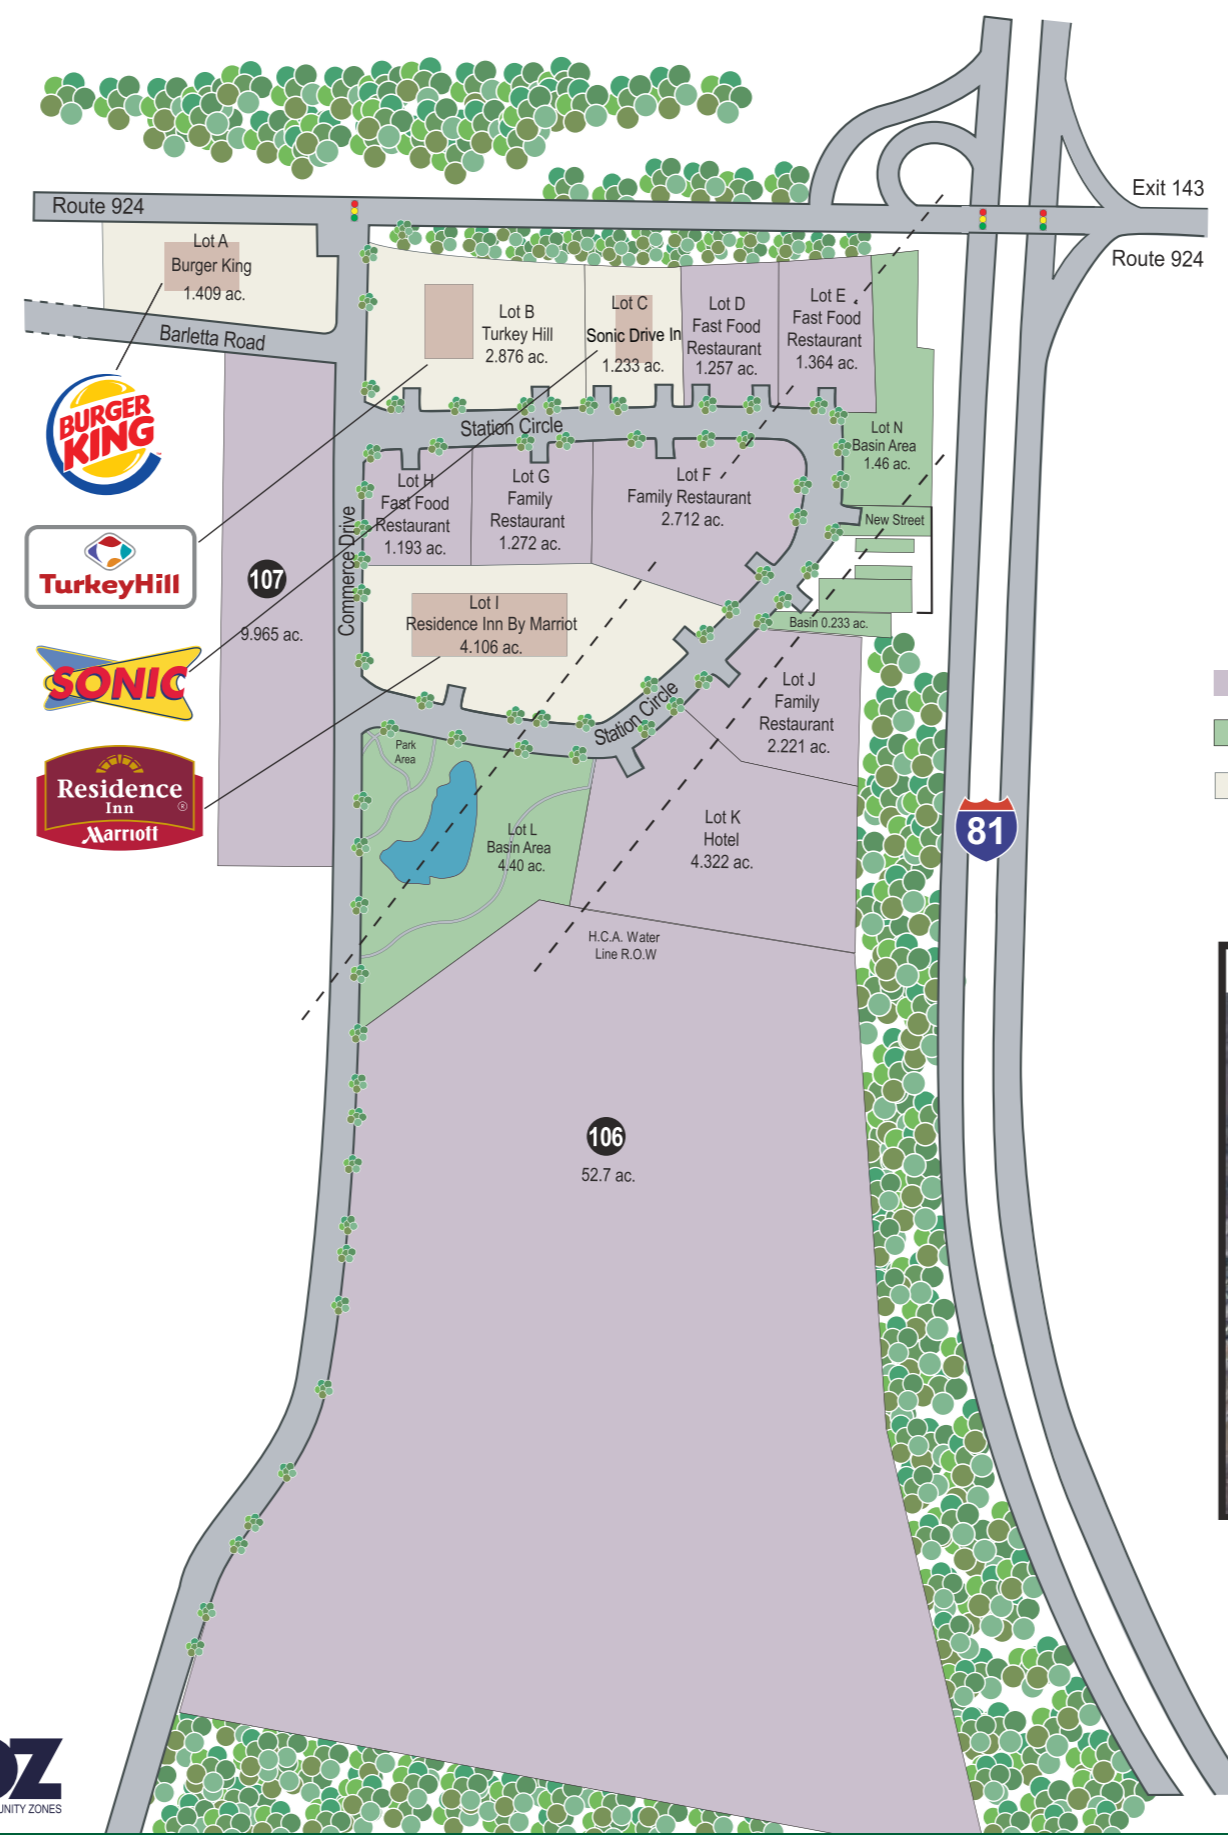 Exit 143
Route 924
Route 924
Lot A
Burger King
1.409 ac.
Barletta Road
Lot B
Turkey Hill
2.876 ac.
Lot C
Sonic Drive In
1.233 ac.
Lot D
Fast Food
Restaurant
1.257 ac.
Lot E
Fast Food
Restaurant
1.364 ac.
BURGER
KING
™
Station Circle
Lot N
Basin Area
1.46 ac.
Lot H
Fast Food
Restaurant
1.193 ac.
Lot G
Family
Restaurant
1.272 ac.
Lot F
Family Restaurant
2.712 ac.
New Street
TurkeyHill
Commerce Drive
107
9.965 ac.
Lot I
Residence Inn By Marriot
4.106 ac.
Basin 0.233 ac.
SONIC
Lot J
Family
Restaurant
2.221 ac.
Station Circle
Park
Area
Residence
Inn
®
Marriott
Lot L
Basin Area
4.40 ac.
Lot K
Hotel
4.322 ac.
81
H.C.A. Water
Line R.O.W
106
52.7 ac.
OZ
UNITY ZONES